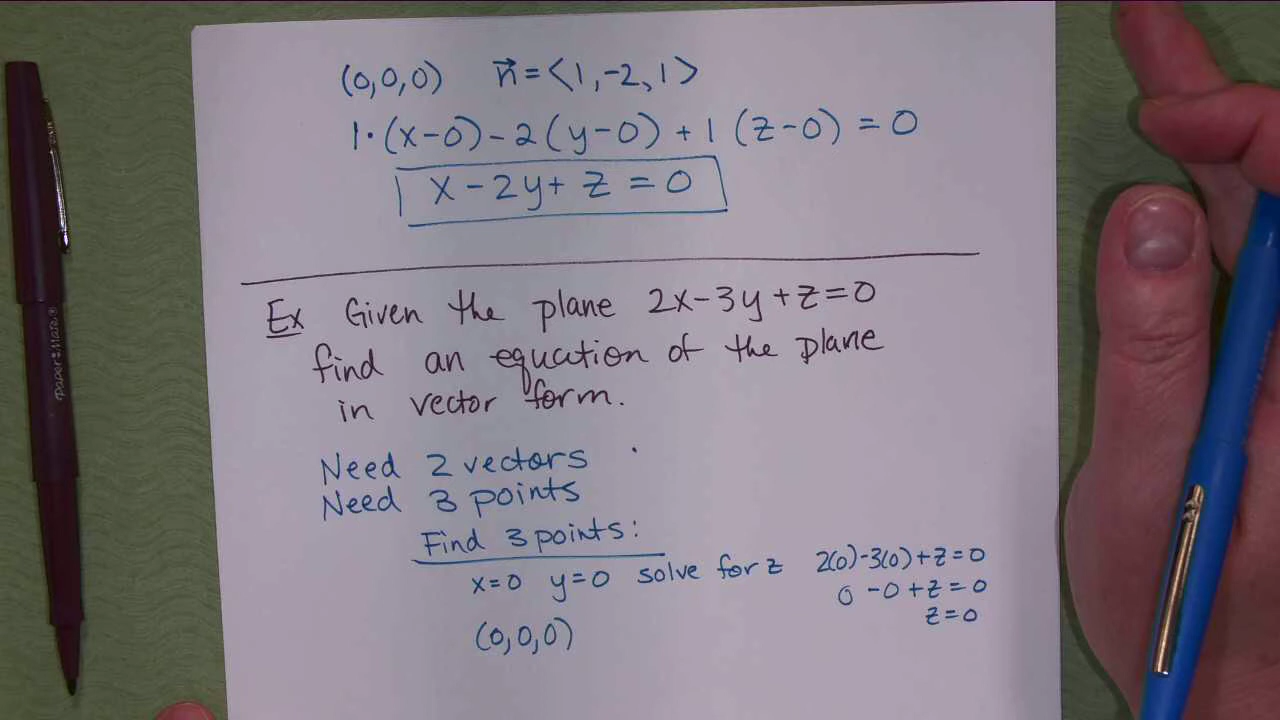 (0,0,0) n⃗ = <1,-2,1>
1·(x-0)-2(y-0)+1(z-0)=0
x-2y+z=0
Ex Given the plane 2x-3y+z=0
find an equation of the plane
in vector form.
Need 2 vectors
Need 3 points
Find 3 points:
x=0 y=0 solve for z 2(0)-3(0)+z=0
0-0+z=0
z=0
(0,0,0)
PaperMate®